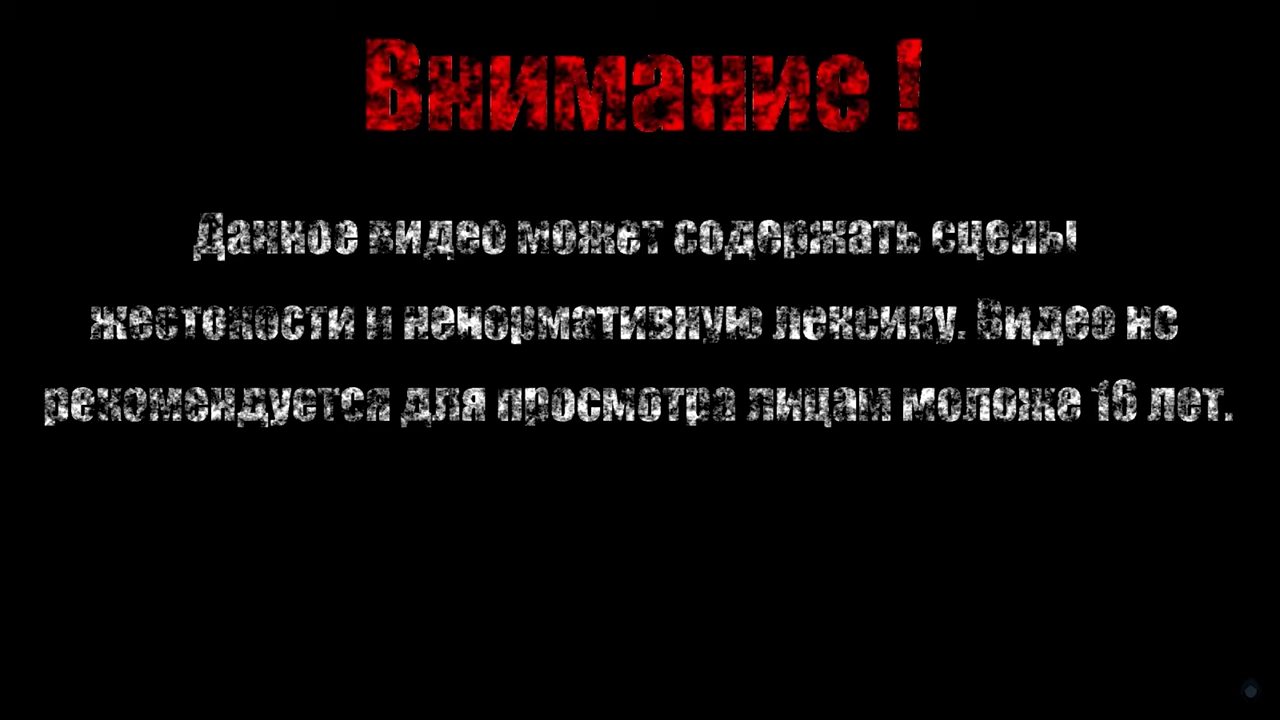 Внимание !
Данное видео может содержать сцены
жестокости и ненормативную лексику. Видео не
рекомендуется для просмотра лицам моложе 16 лет.